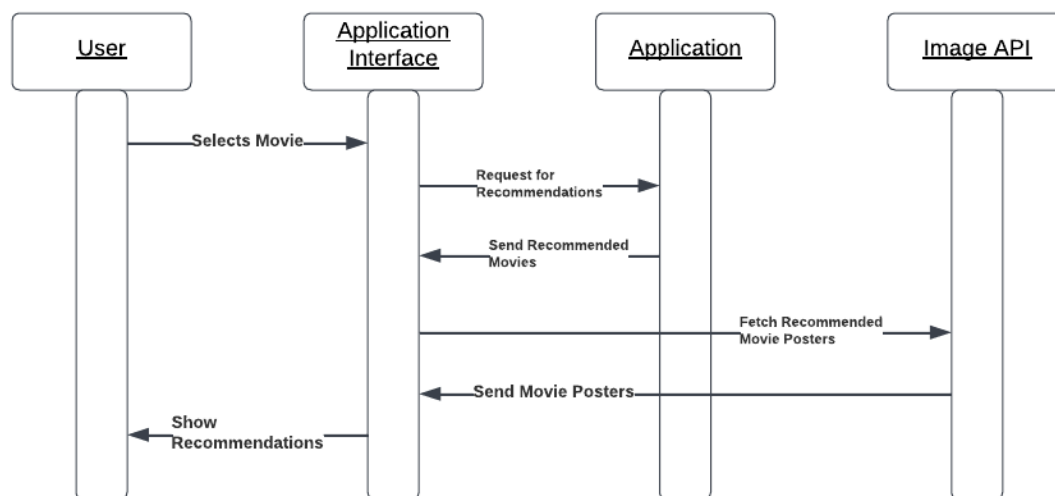 User
Application
Interface
Application
Image API
Selects Movie
Request for
Recommendations
Send Recommended
Movies
Fetch Recommended
Movie Posters
Send Movie Posters
Show
Recommendations